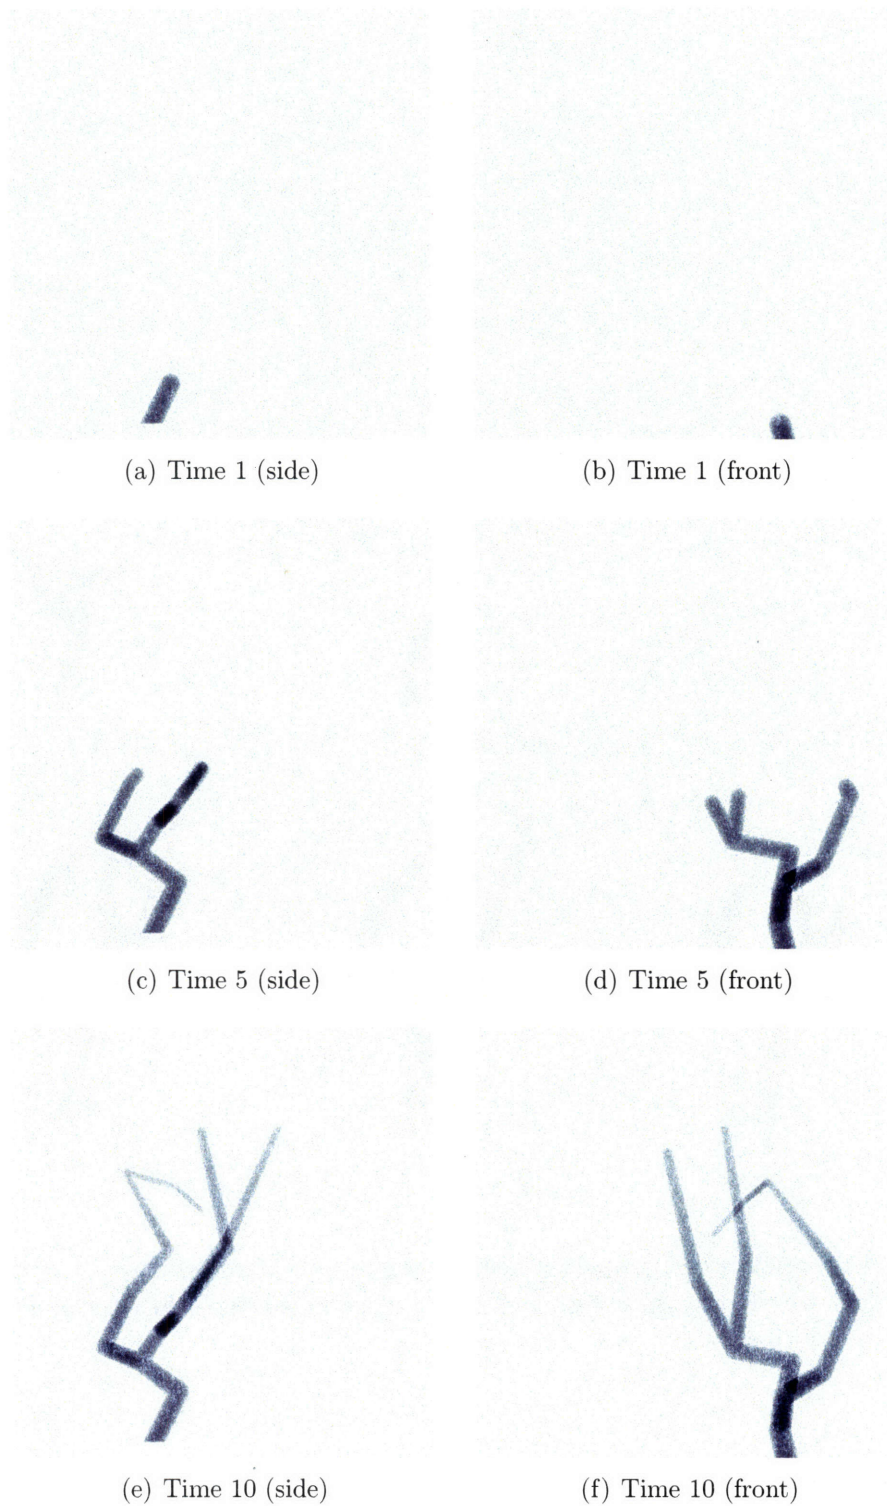 (a) Time 1 (side)
(b) Time 1 (front)
(c) Time 5 (side)
(d) Time 5 (front)
(e) Time 10 (side)
(f) Time 10 (front)